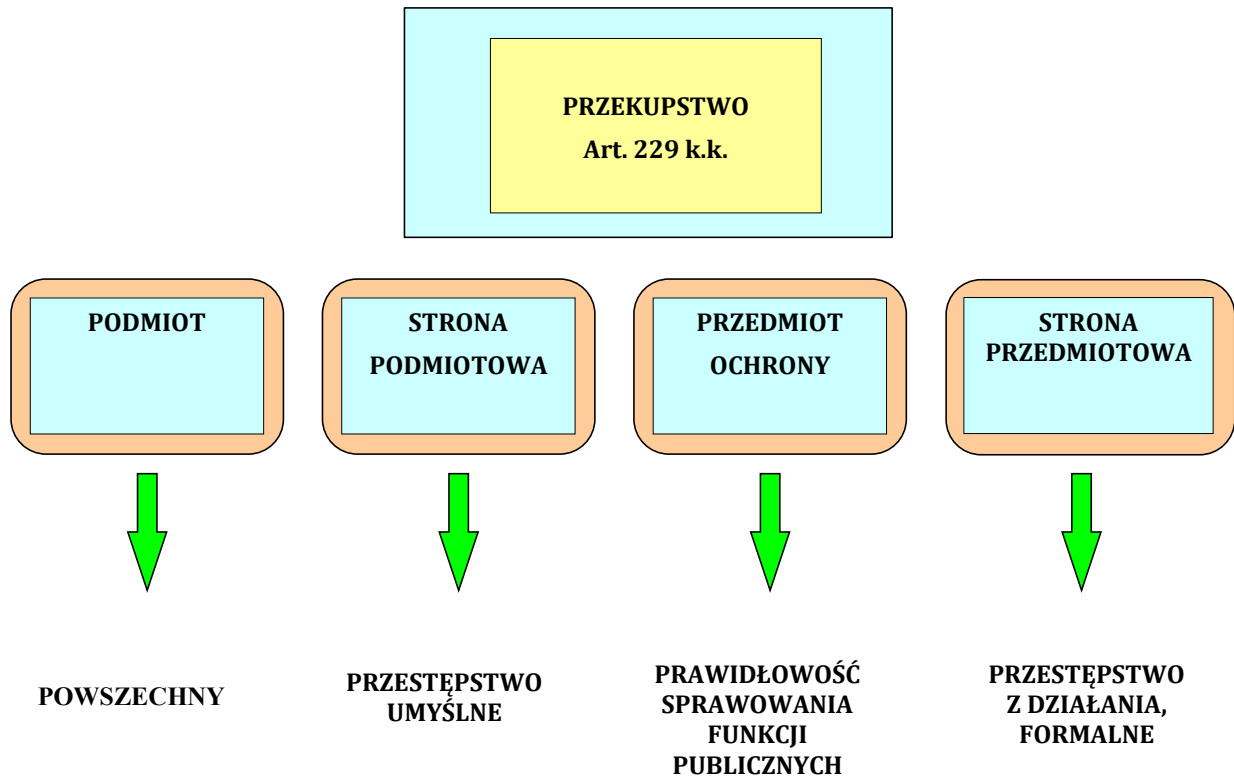 PRZEKUPSTWO
Art. 229 k.k.
PODMIOT
STRONA
PODMIOTOWA
PRZEDMIOT
OCHRONY
STRONA
PRZEDMIOTOWA
POWSZECHNY
PRZESTĘPSTWO
UMYŚLNE
PRAWIDŁOWOŚĆ
SPRAWOWANIA
FUNKCJI
PUBLICZNYCH
PRZESTĘPSTWO
Z DZIAŁANIA,
FORMALNE